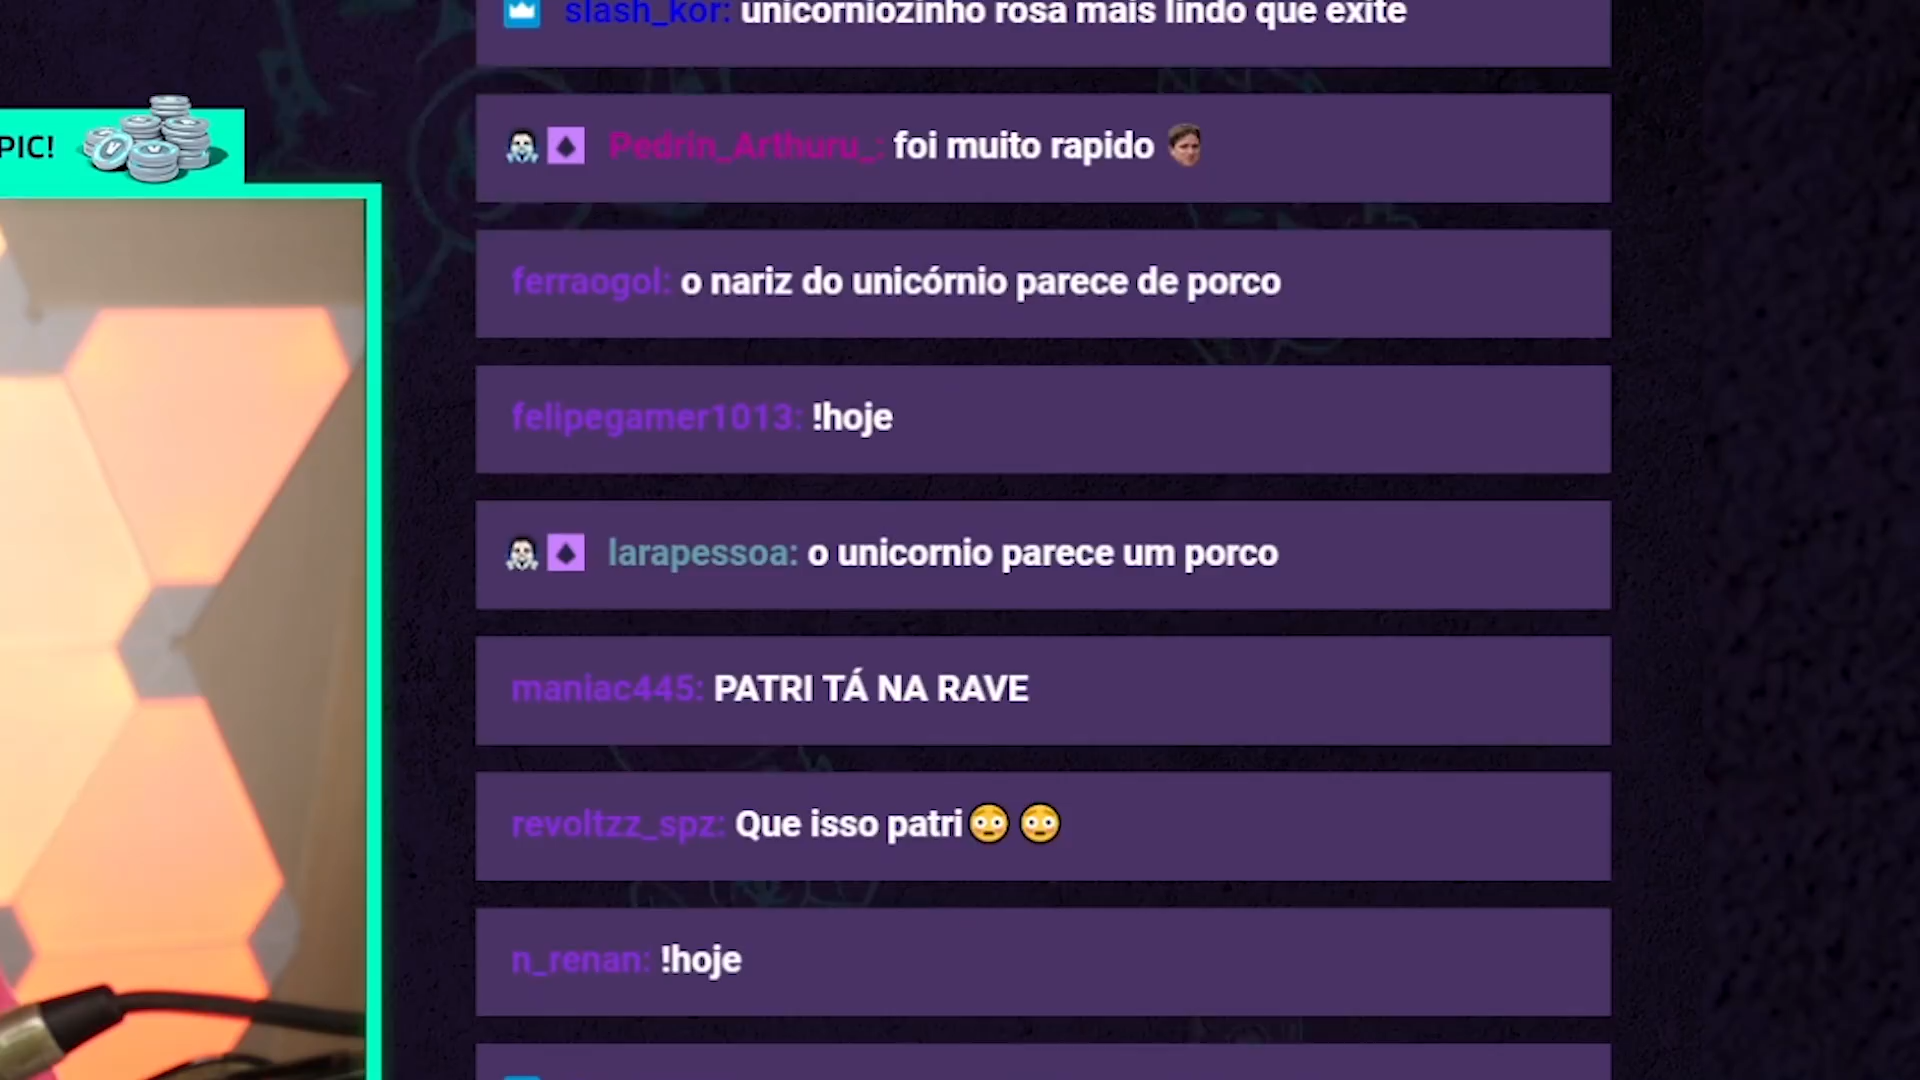 slash_kor: unicorniozinho rosa mais lindo que exite
PIC!
Pedrin_Arthuru_: foi muito rapido
ferraogol: o nariz do unicórnio parece de porco
felipegamer1013: !hoje
larapessoa: o unicornio parece um porco
maniac445: PATRI TÁ NA RAVE
revoltzz_spz: Que isso patri😳 😳
n_renan: !hoje